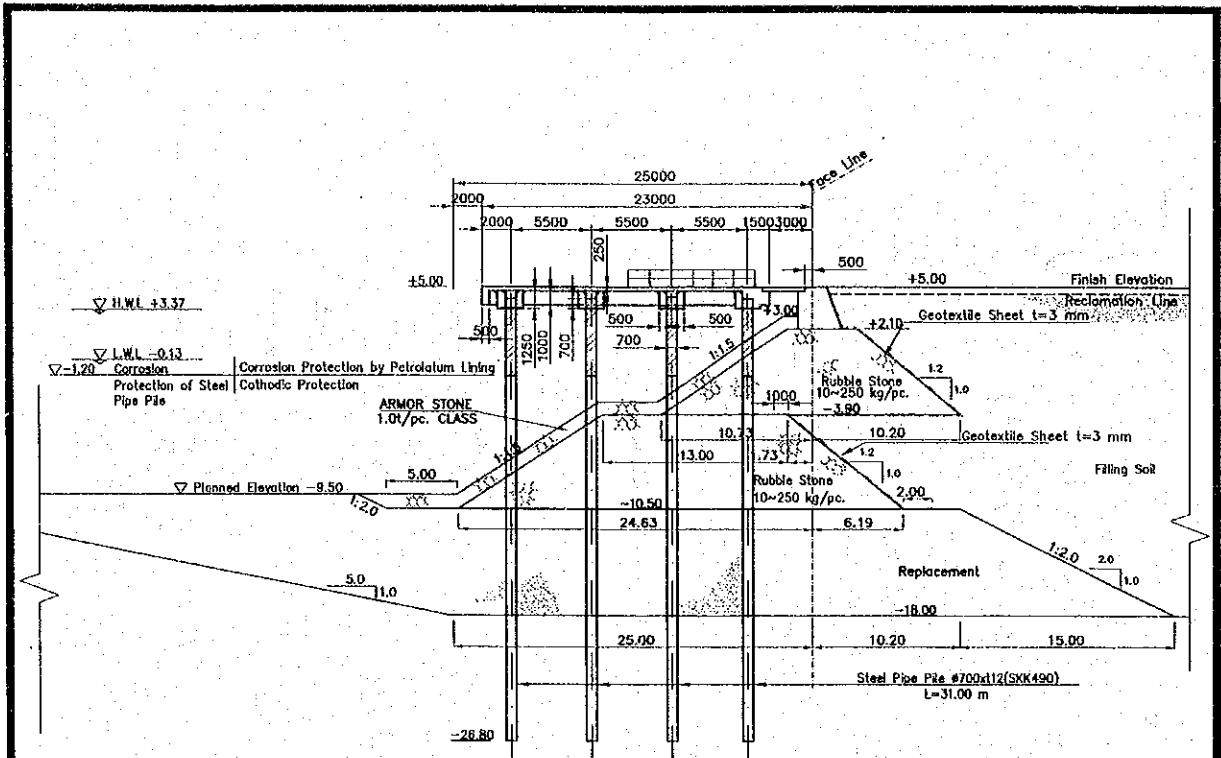 Face Line
25000
2000
23000
2000
5500
5500
5500
1500
3000
250
500
+5.00
+5.00
Finish Elevation
H.W.L +3.37
Reclamation Line
Geotextile Sheet t=3 mm
+3.00
+2.10
500
500
500
1250
1000
700
700
1:1.5
L.W.L -0.13
-1.20
Corrosion
Protection of Steel
Pipe Pile
Corrosion Protection by Petrolatum Lining
Cathodic Protection
ARMOR STONE
1.0t/pc. CLASS
Rubble Stone
10~250 kg/pc.
1.2
1.0
1000
-3.90
10.73
10.20
Geotextile Sheet t=3 mm
13.00
.73
1.2
1.0
Filling Soil
5.00
Rubble Stone
10~250 kg/pc.
Planned Elevation -9.50
1:2.0
-10.50
2.00
24.63
6.19
1:2.0
2.0
1.0
5.0
1.0
Replacement
-18.00
25.00
10.20
15.00
Steel Pipe Pile ø700xt12(SKK490)
L=31.00 m
-26.80